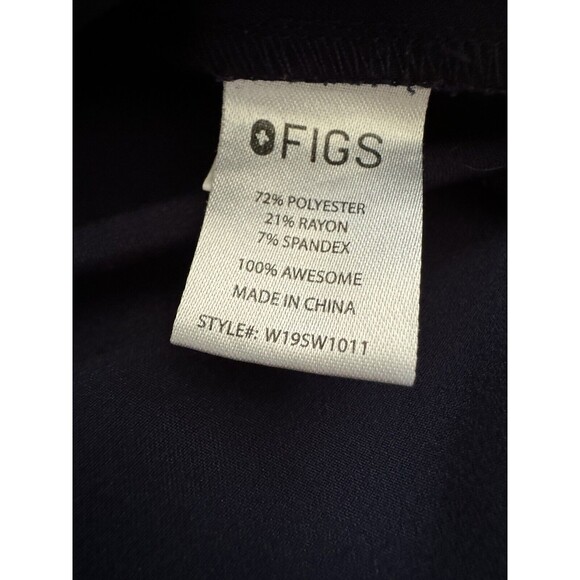 FIGS
72% POLYESTER
21% RAYON
7% SPANDEX
100% AWESOME
MADE IN CHINA
STYLE#: W19SW1011